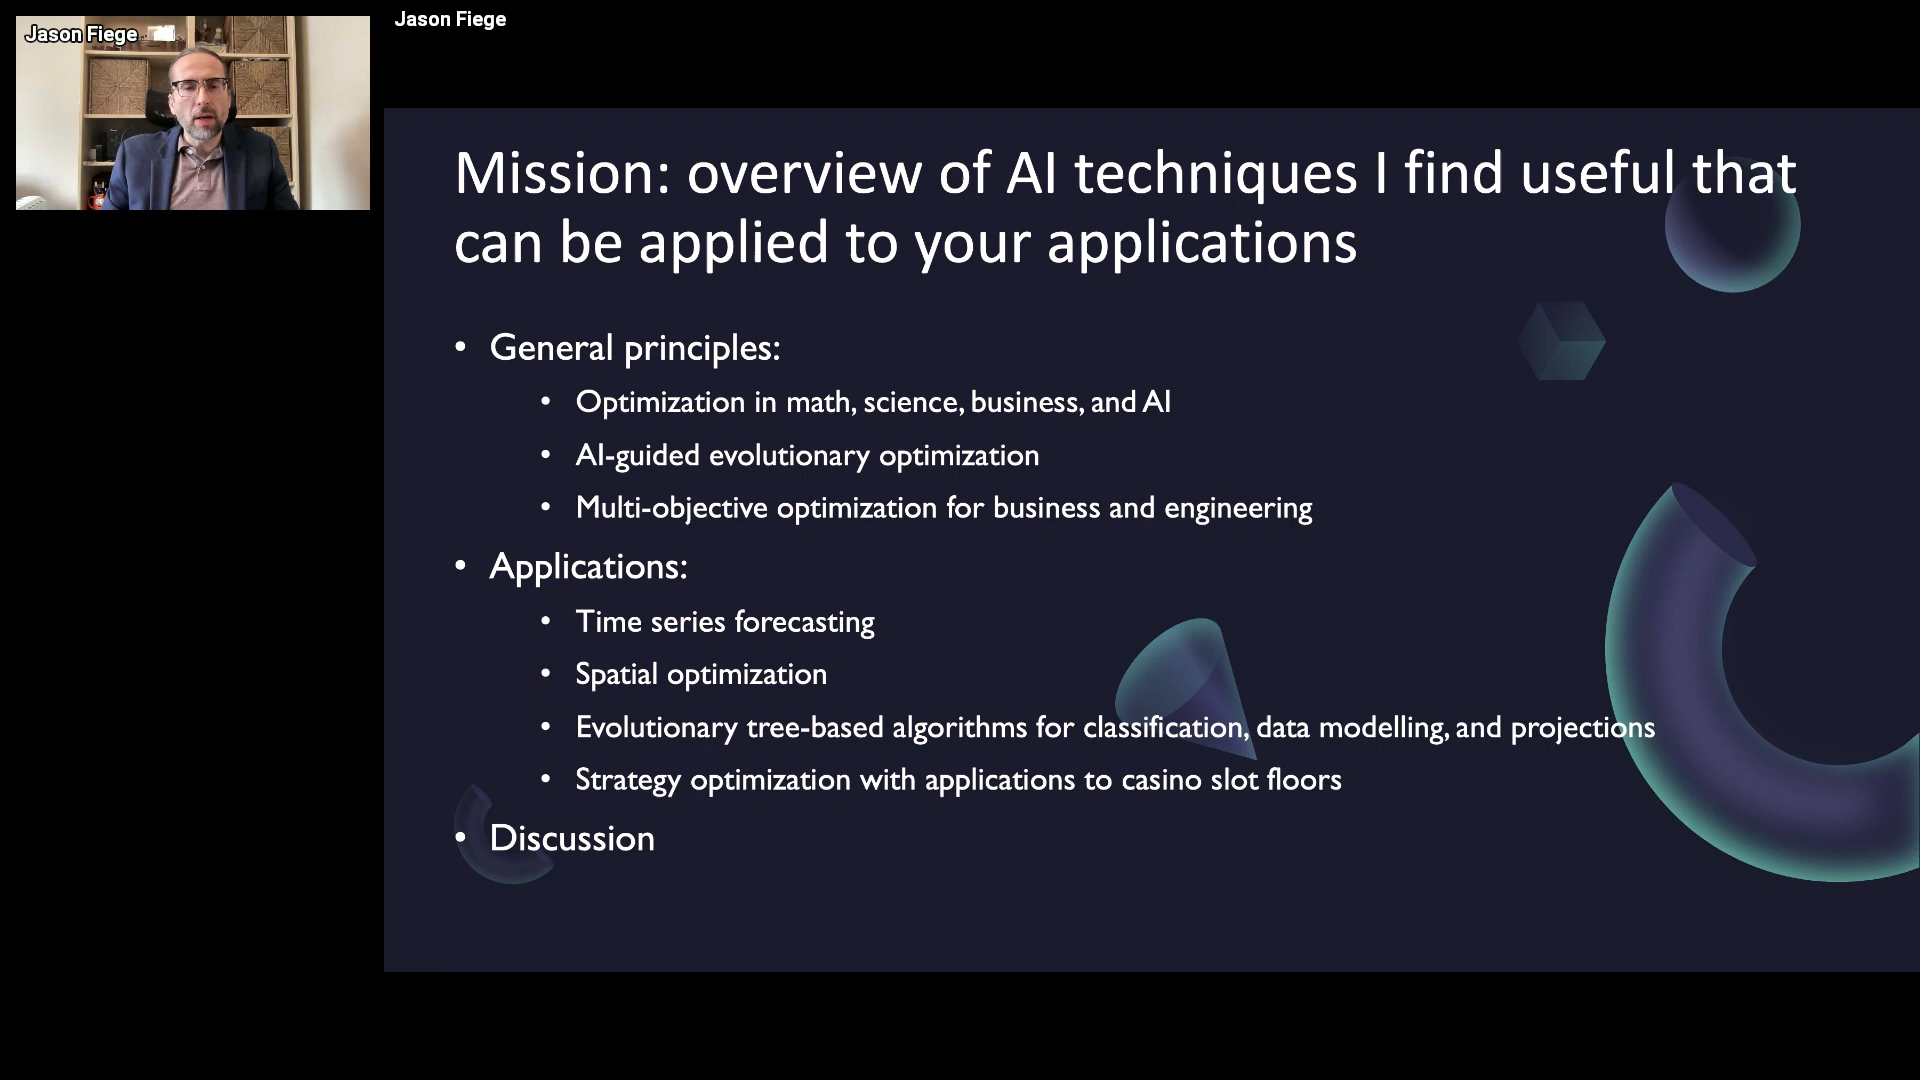 Jason Fiege
Jason Fiege
Mission: overview of AI techniques I find useful that
can be applied to your applications
• General principles:
• Optimization in math, science, business, and AI
• AI-guided evolutionary optimization
• Multi-objective optimization for business and engineering
• Applications:
• Time series forecasting
• Spatial optimization
• Evolutionary tree-based algorithms for classification, data modelling, and projections
• Strategy optimization with applications to casino slot floors
• Discussion